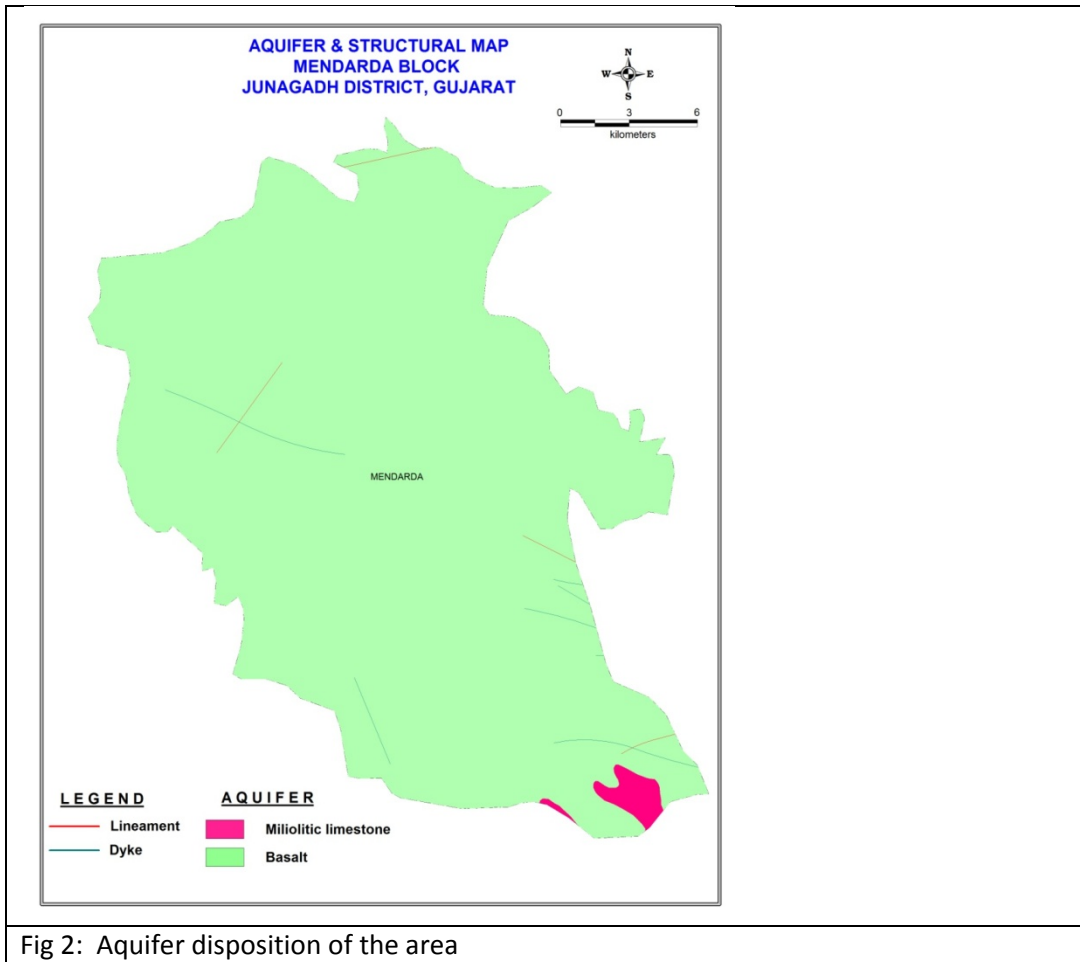 AQUIFER & STRUCTURAL MAP
MENDARDA BLOCK
JUNAGADH DISTRICT, GUJARAT
N
W E
S
0 3 6
kilometers
MENDARDA
LEGEND
Lineament
Dyke
AQUIFER
Miliolitic limestone
Basalt
Fig 2: Aquifer disposition of the area